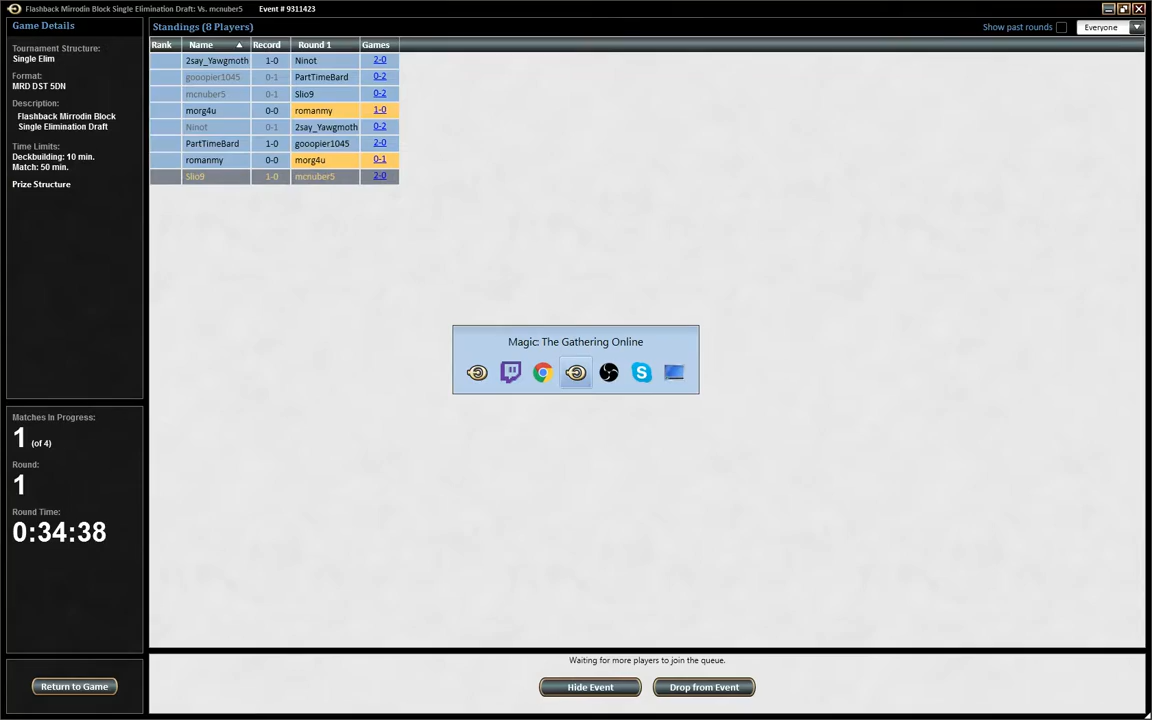 Flashback Mirrodin Block Single Elimination Draft: Vs. mcnuber5 Event # 9311423
Game Details
Tournament Structure:
Single Elim
Format:
MRD DST 5DN
Description:
Flashback Mirrodin Block
Single Elimination Draft
Time Limits:
Deckbuilding: 10 min.
Match: 50 min.
Prize Structure
Standings (8 Players) Show past rounds Everyone
Rank Name Record Round 1 Games
2say_Yawgmoth 1-0 Ninot 2-0
gooopier1045 0-1 PartTimeBard 0-2
mcnuber5 0-1 Slio9 0-2
morg4u 0-0 romanmy 1-0
Ninot 0-1 2say_Yawgmoth 0-2
PartTimeBard 1-0 gooopier1045 2-0
romanmy 0-0 morg4u 0-1
Slio9 1-0 mcnuber5 2-0
Magic: The Gathering Online
Matches In Progress:
1 (of 4)
Round:
1
Round Time:
0:34:38
Waiting for more players to join the queue.
Return to Game Hide Event Drop from Event